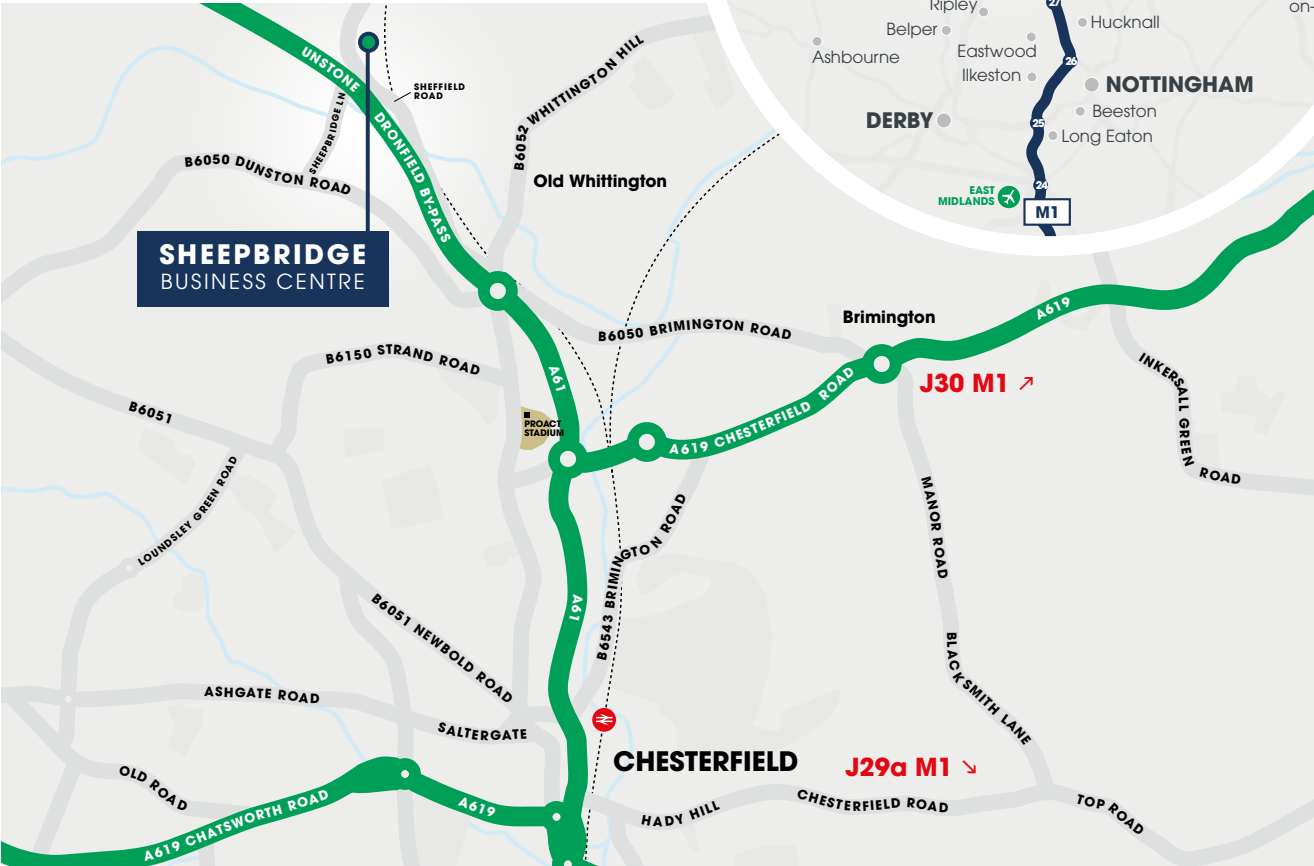 27
Ripley
on-
Hucknall
Belper
Eastwood
Ashbourne
26
Ilkeston
NOTTINGHAM
Beeston
DERBY
25
Long Eaton
24
EAST
MIDLANDS
M1
UNSTONE
DRONFIELD BY-PASS
SHEFFIELD
ROAD
SHEEPBRIDGE LN
B6050 DUNSTON ROAD
B6052 WHITTINGTON HILL
Old Whittington
SHEEPBRIDGE
BUSINESS CENTRE
B6050 BRIMINGTON ROAD
Brimington
A619
J30 M1 ↗
B6150 STRAND ROAD
A61
PROACT
STADIUM
A619 CHESTERFIELD ROAD
INKERSALL GREEN ROAD
B6051
LOUNDSLEY GREEN ROAD
MANOR ROAD
A61
B6543 BRIMINGTON ROAD
B6051 NEWBOLD ROAD
BLACKSMITH LANE
ASHGATE ROAD
SALTERGATE
CHESTERFIELD
J29a M1 ↘
OLD ROAD
A619 CHATSWORTH ROAD
A619
HADY HILL
CHESTERFIELD ROAD
TOP ROAD